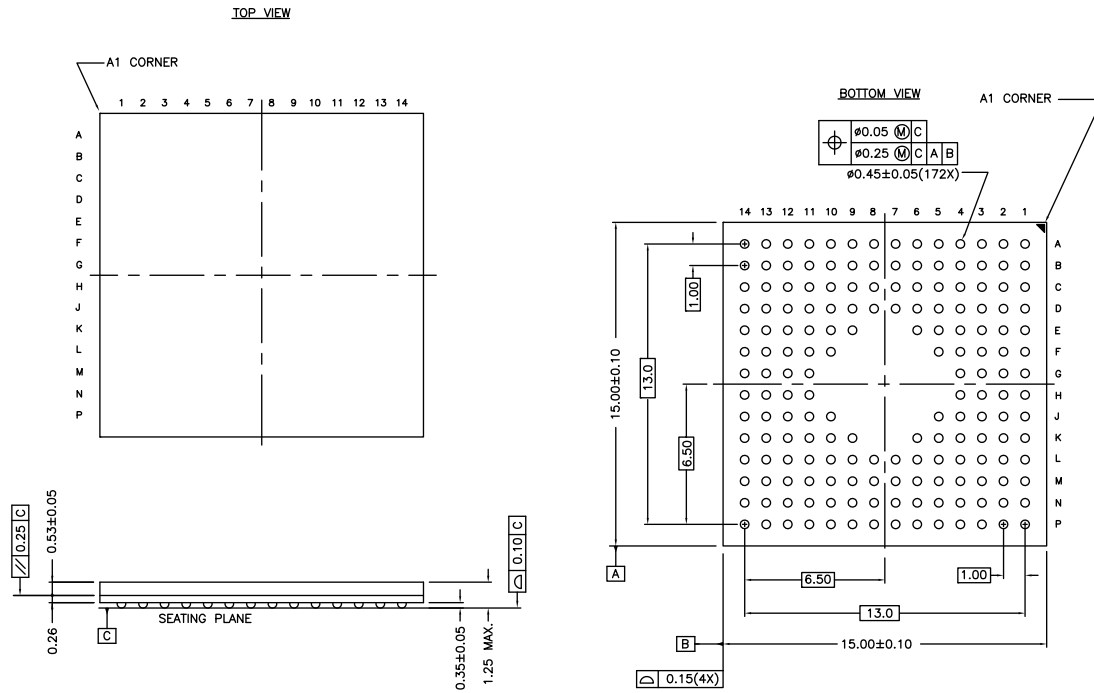 TOP VIEW
A1 CORNER
1 2 3 4 5 6 7 8 9 10 11 12 13 14
A
B
C
D
E
F
G
H
J
K
L
M
N
P
0.25 C
0.53±0.05
0.26
C
SEATING PLANE
0.35±0.05
1.25 MAX.
0.10 C
BOTTOM VIEW
A1 CORNER
ø0.05 Ⓜ C
ø0.25 Ⓜ C A B
ø0.45±0.05(172X)
14 13 12 11 10 9 8 7 6 5 4 3 2 1
A
B
C
D
E
F
G
H
J
K
L
M
N
P
1.00
13.0
15.00±0.10
6.50
A
6.50
1.00
13.0
B
15.00±0.10
0.15(4X)